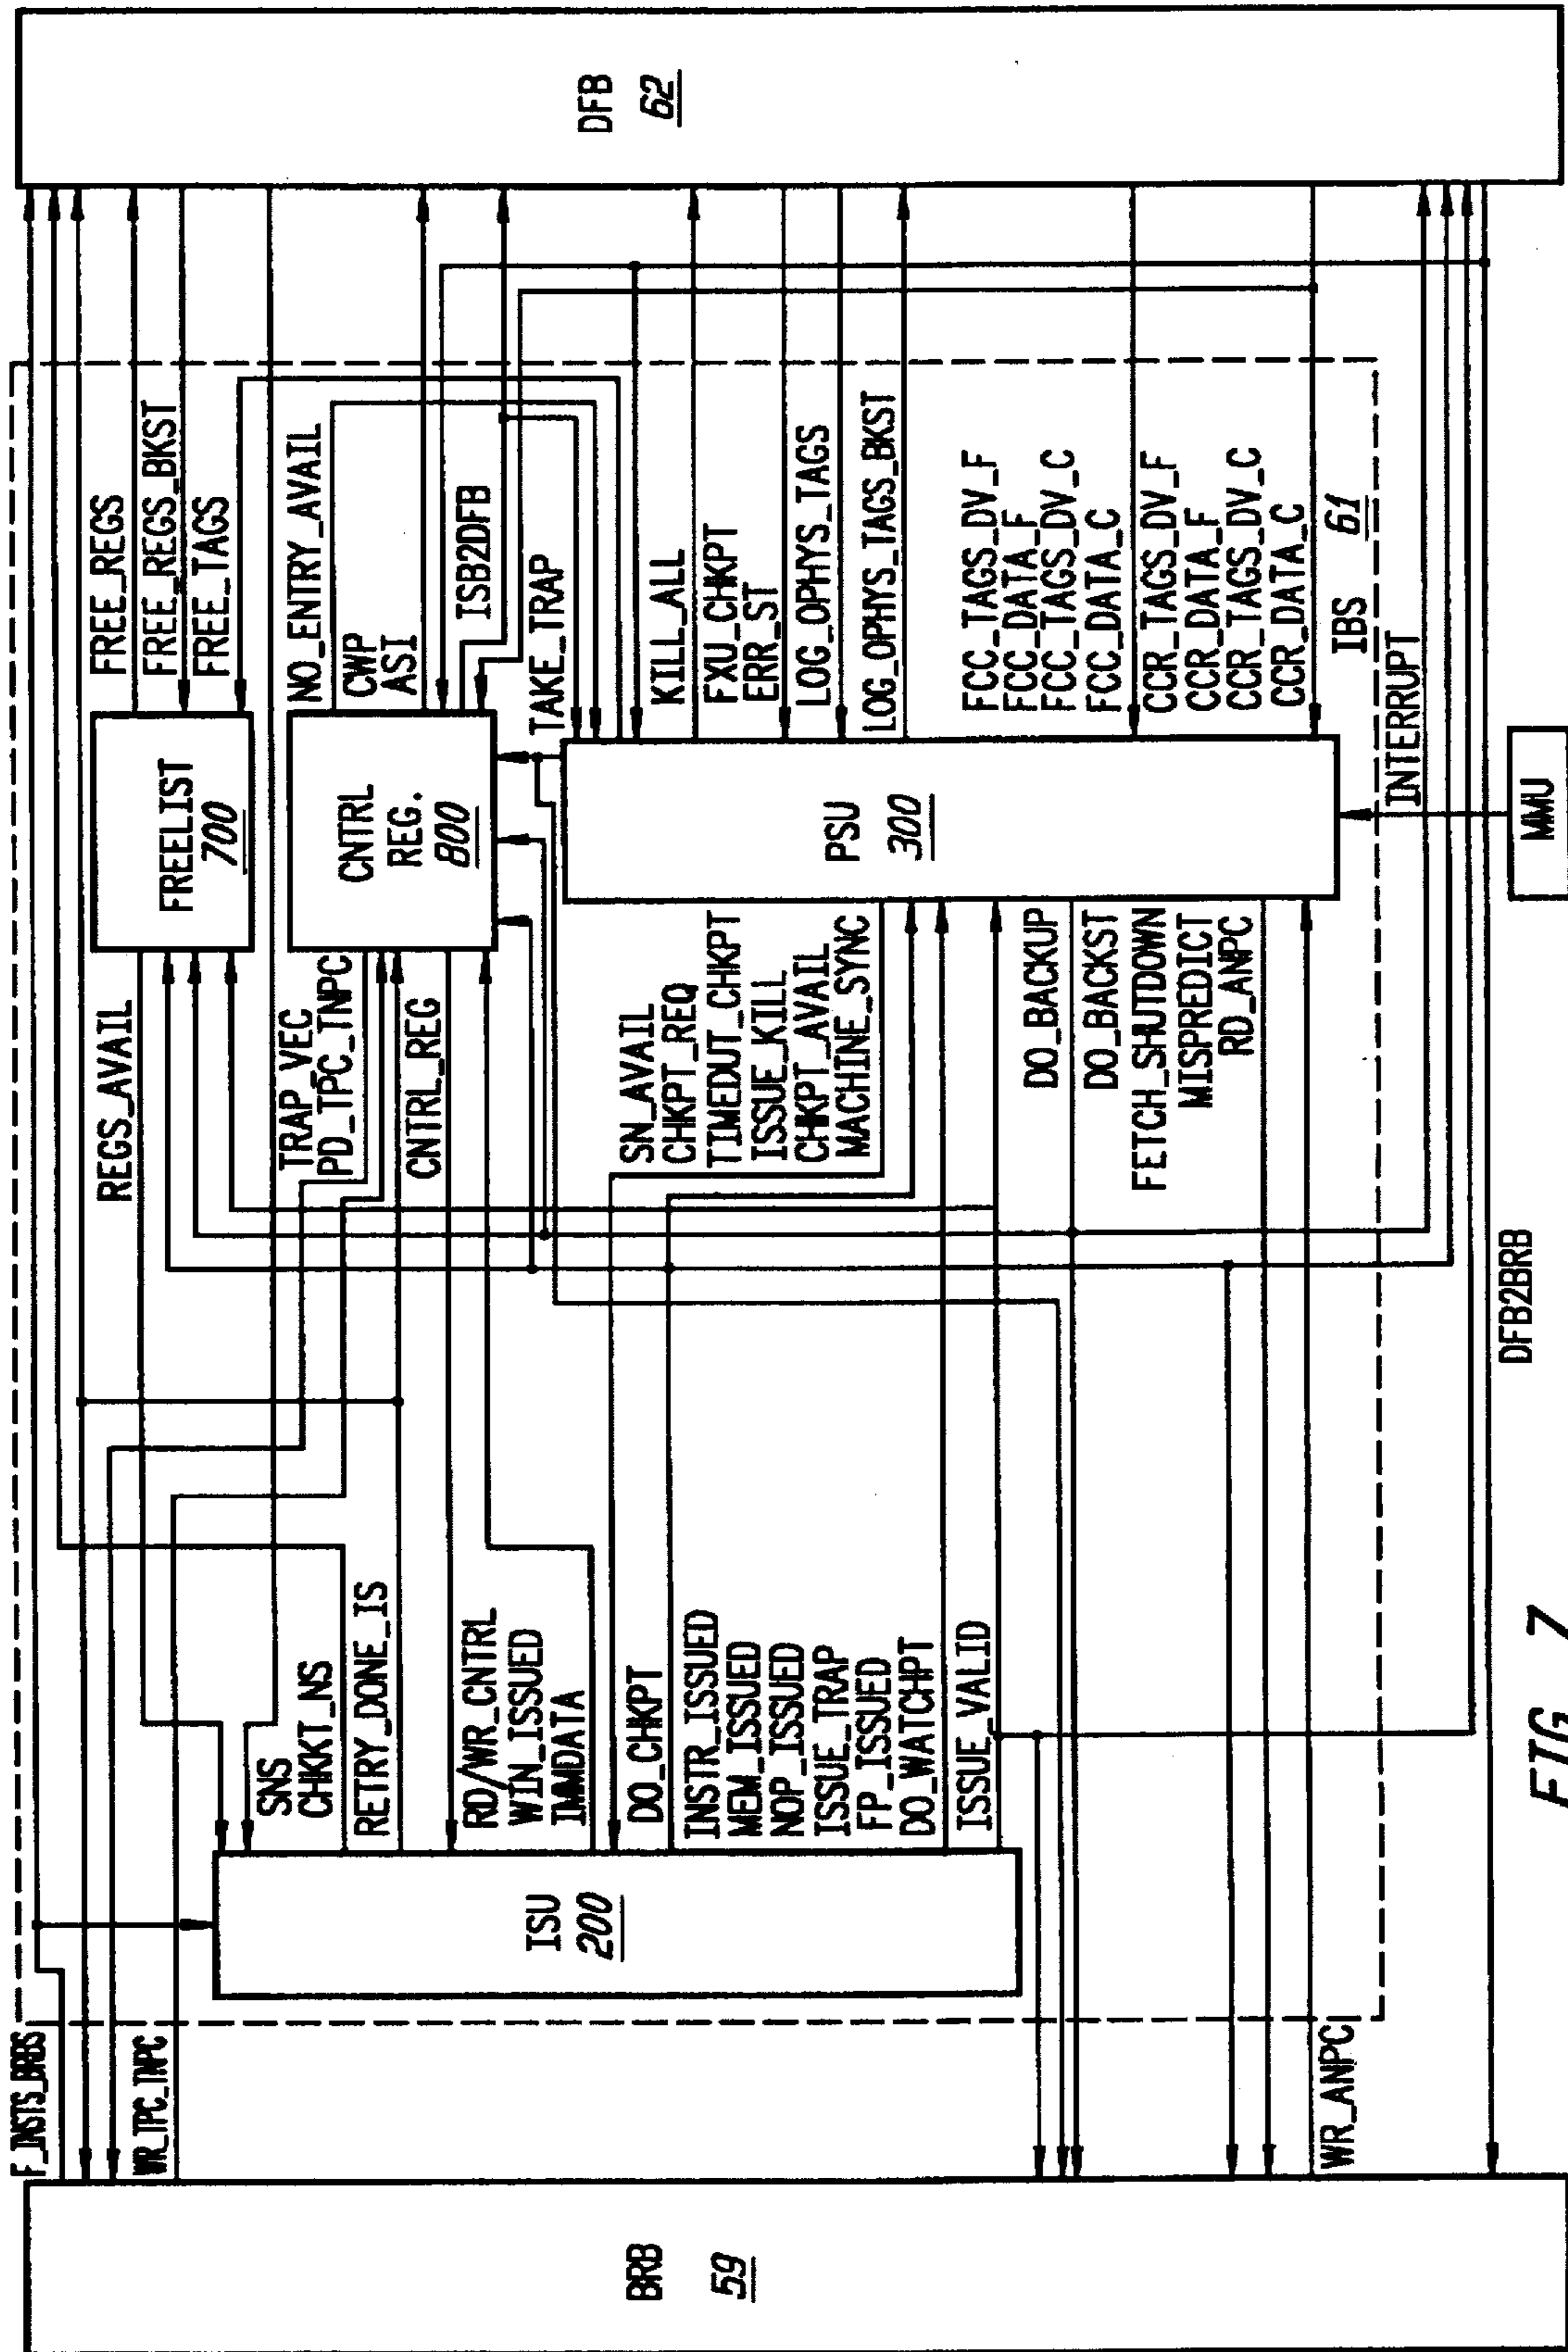 F_INSTS_BRBS
WR_TPC_TNPC
BRB
59
WR_ANPC
ISU
200
SNS
CHKKT_NS
RETRY_DONE_IS
RD/WR_CNTRL
WIN_ISSUED
IMMDATA
DO_CHKPT
INSTR_ISSUED
MEM_ISSUED
NOP_ISSUED
ISSUE_TRAP
FP_ISSUED
DO_WATCHPT
ISSUE_VALID
REGS_AVAIL
TRAP_VEC
PD_TPC_TNPC
CNTRL_REG
SN_AVAIL
CHKPT_REQ
TIMEDUT_CHKPT
ISSUE_KILL
CHKPT_AVAIL
MACHINE_SYNC
DO_BACKUP
DO_BACKST
FETCH_SHUTDOWN
MISPREDICT
RD_ANPC
DFB2BRB
FREELIST
700
CNTRL
REG.
800
PSU
300
MMU
INTERRUPT
FREE_REGS
FREE_REGS_BKST
FREE_TAGS
NO_ENTRY_AVAIL
CWP
ASI
ISB2DFB
TAKE_TRAP
KILL_ALL
FXU_CHKPT
ERR_ST
LOG_OPHYS_TAGS
LOG_OPHYS_TAGS_BKST
FCC_TAGS_DV_F
FCC_DATA_F
FCC_TAGS_DV_C
FCC_DATA_C
CCR_TAGS_DV_F
CCR_DATA_F
CCR_TAGS_DV_C
CCR_DATA_C
IBS 61
DFB
62
FIG_7